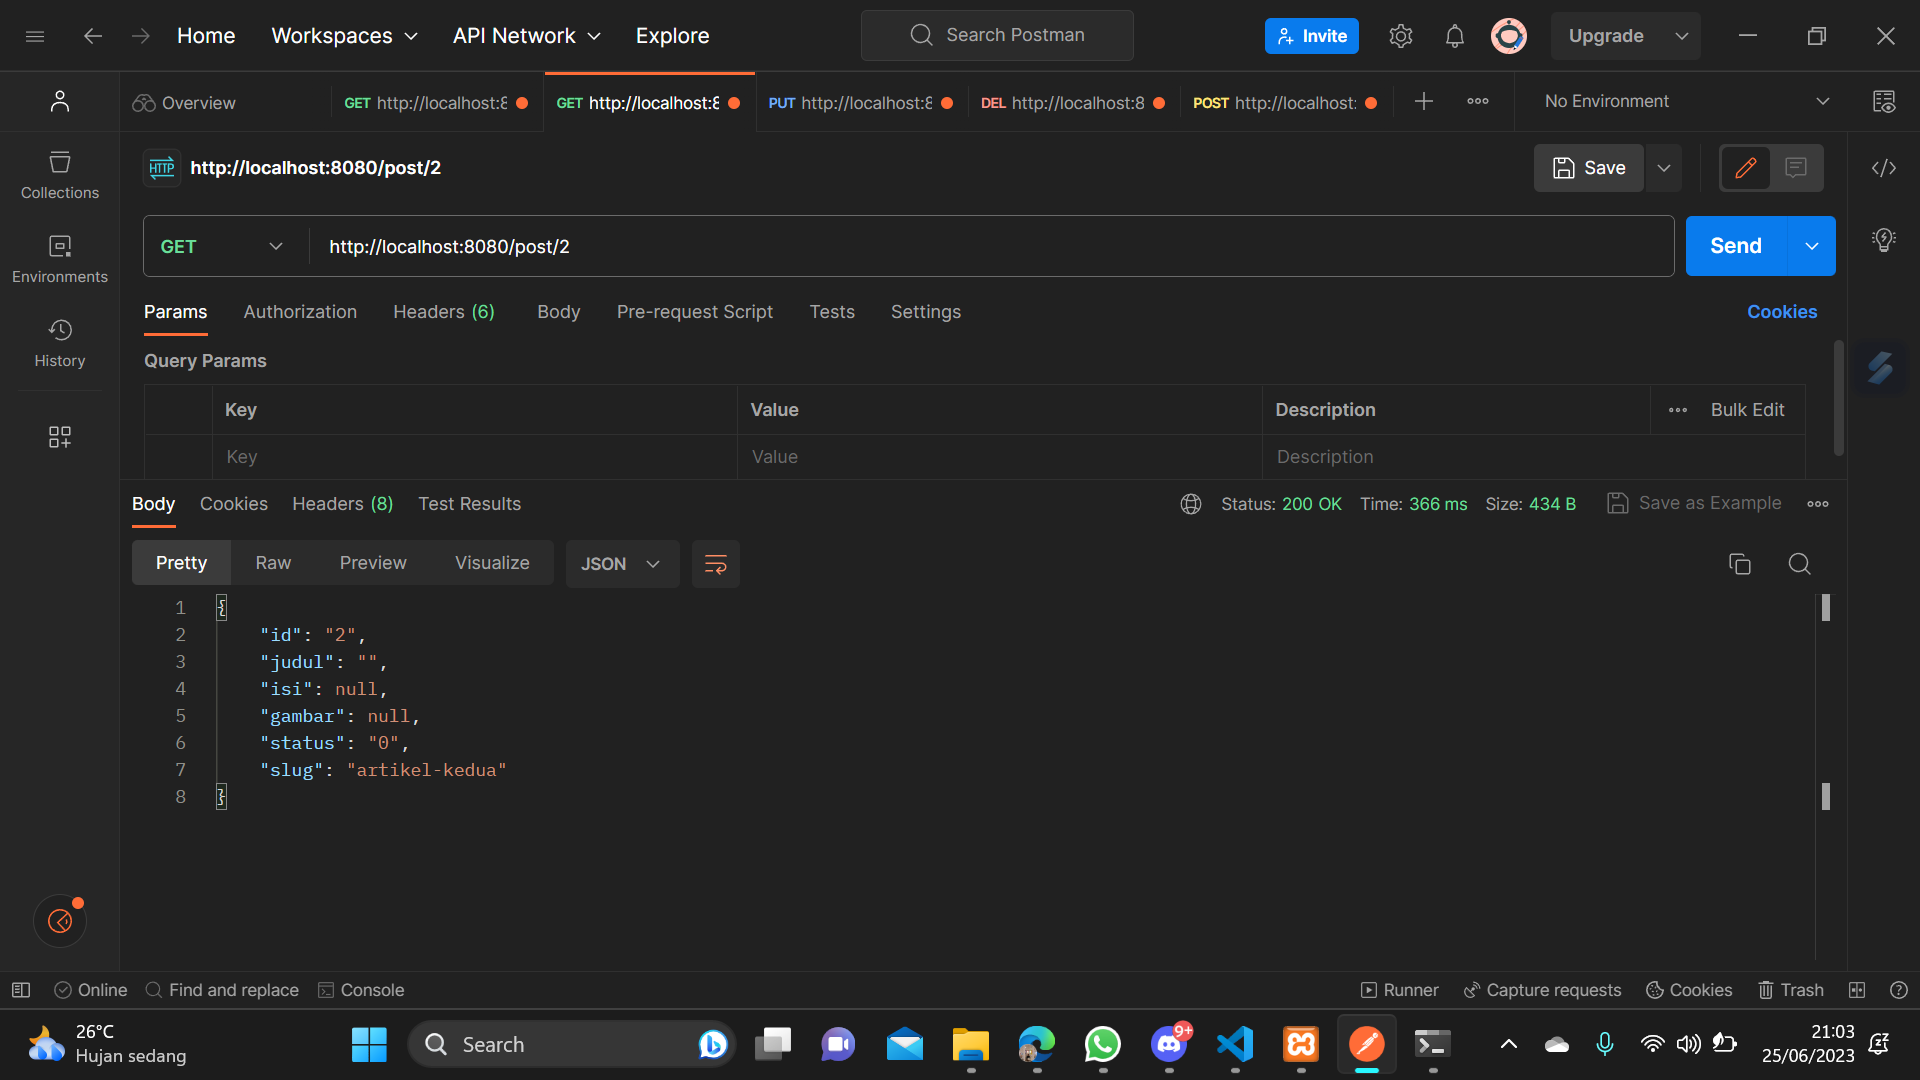 Home Workspaces API Network Explore Search Postman Invite Upgrade
Overview GET http://localhost:8 GET http://localhost:8 PUT http://localhost:8 DEL http://localhost:8 POST http://localhost: No Environment
HTTP http://localhost:8080/post/2 Save
Collections
GET http://localhost:8080/post/2 Send
Environments
Params Authorization Headers (6) Body Pre-request Script Tests Settings Cookies
History
Query Params
Key Value Description Bulk Edit
Key Value Description
Body Cookies Headers (8) Test Results Status: 200 OK Time: 366 ms Size: 434 B Save as Example
Pretty Raw Preview Visualize JSON
1 {
2 "id": "2",
3 "judul": "",
4 "isi": null,
5 "gambar": null,
6 "status": "0",
7 "slug": "artikel-kedua"
8 }
Online Find and replace Console Runner Capture requests Cookies Trash
26°C
Hujan sedang
Search
9+
21:03
25/06/2023